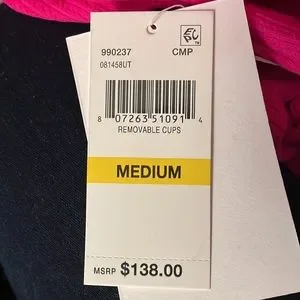 990237 CMP
081458UT
8 07263 51091 4
REMOVABLE CUPS
MEDIUM
MSRP $138.00